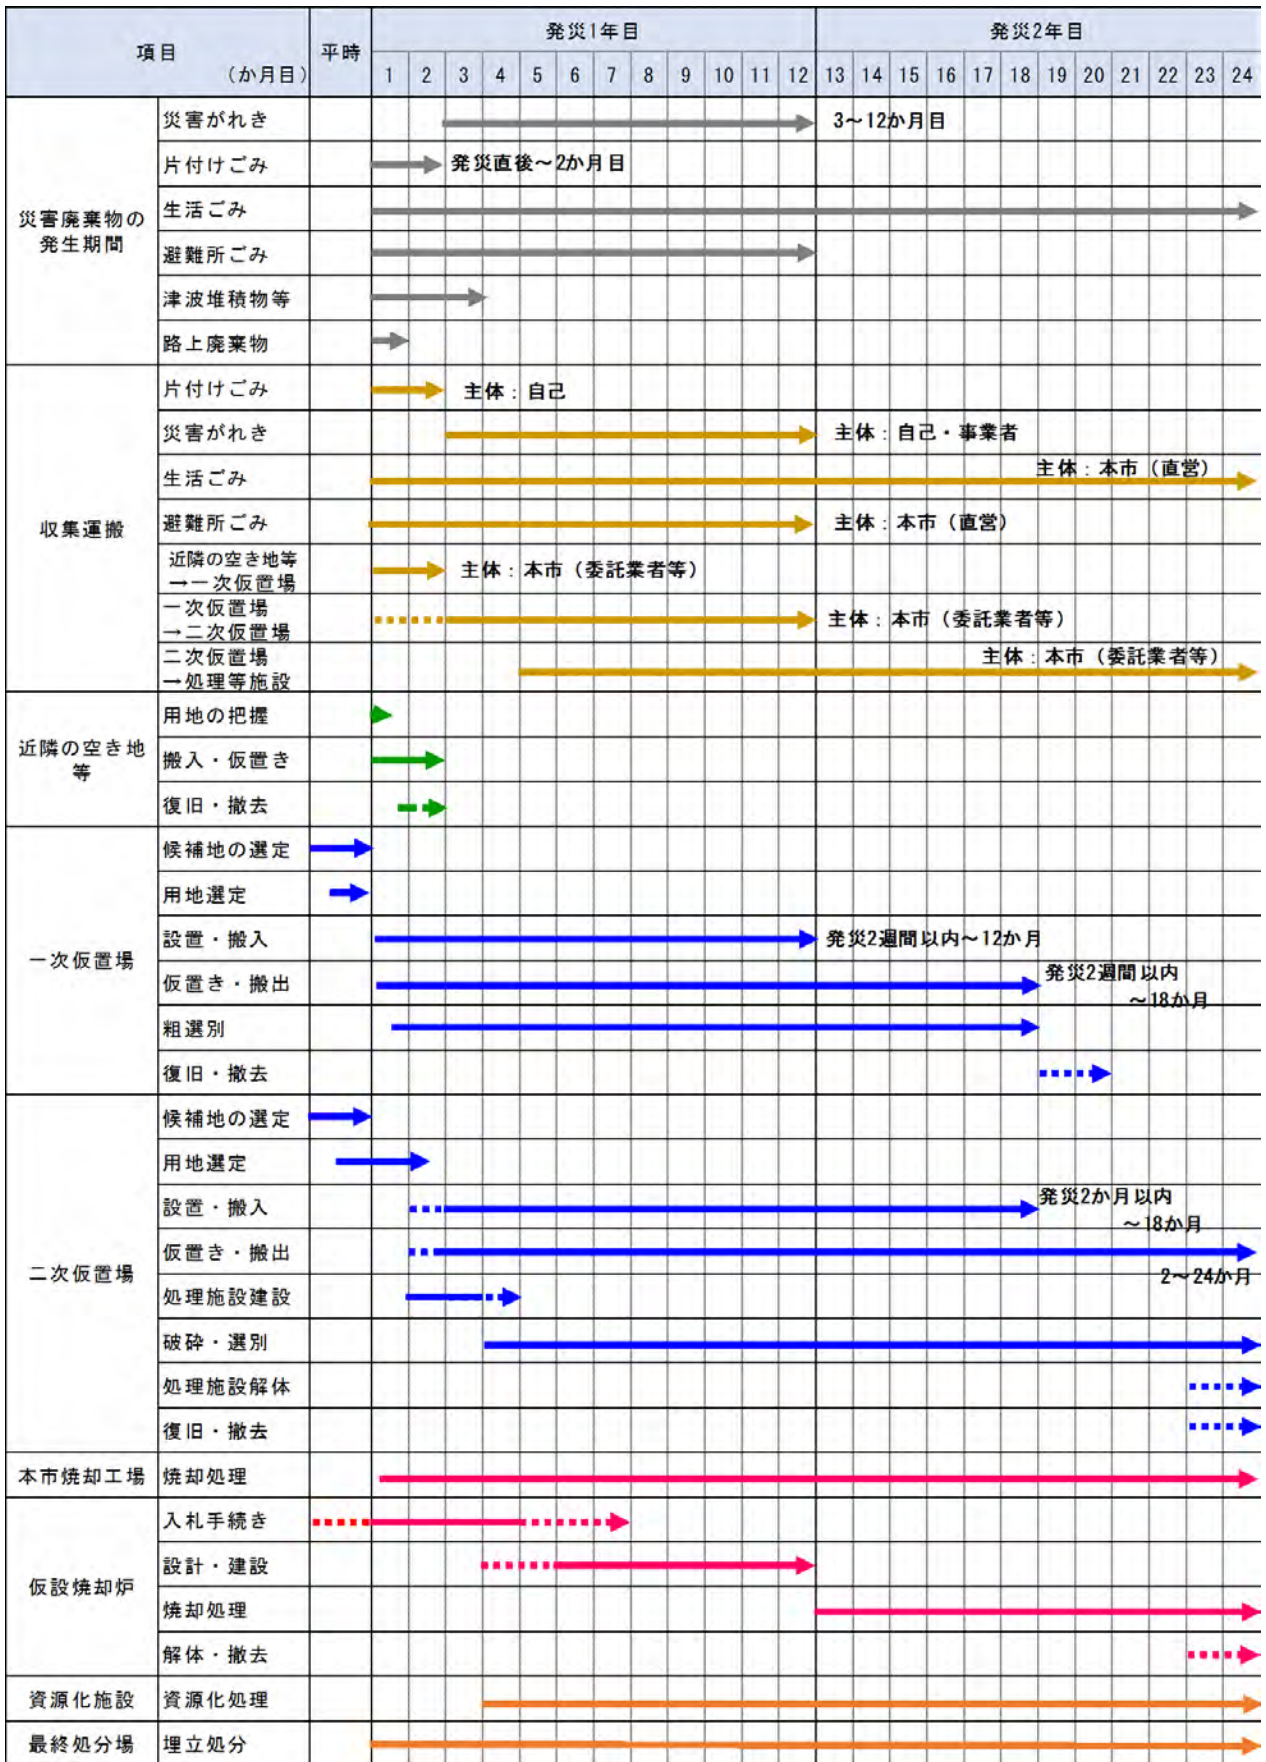 項目
(か月目)
平時
発災1年目
発災2年目
1 2 3 4 5 6 7 8 9 10 11 12 13 14 15 16 17 18 19 20 21 22 23 24
災害廃棄物の
発生期間
災害がれき
3～12か月目
片付けごみ
発災直後～2か月目
生活ごみ
避難所ごみ
津波堆積物等
路上廃棄物
収集運搬
片付けごみ
主体：自己
災害がれき
主体：自己・事業者
生活ごみ
主体：本市（直営）
避難所ごみ
主体：本市（直営）
近隣の空き地等
→一次仮置場
主体：本市（委託業者等）
一次仮置場
→二次仮置場
主体：本市（委託業者等）
二次仮置場
→処理等施設
主体：本市（委託業者等）
近隣の空き地
等
用地の把握
搬入・仮置き
復旧・撤去
一次仮置場
候補地の選定
用地選定
設置・搬入
発災2週間以内～12か月
仮置き・搬出
発災2週間以内
～18か月
粗選別
復旧・撤去
二次仮置場
候補地の選定
用地選定
設置・搬入
発災2か月以内
～18か月
仮置き・搬出
2～24か月
処理施設建設
破砕・選別
処理施設解体
復旧・撤去
本市焼却工場
焼却処理
仮設焼却炉
入札手続き
設計・建設
焼却処理
解体・撤去
資源化施設
資源化処理
最終処分場
埋立処分